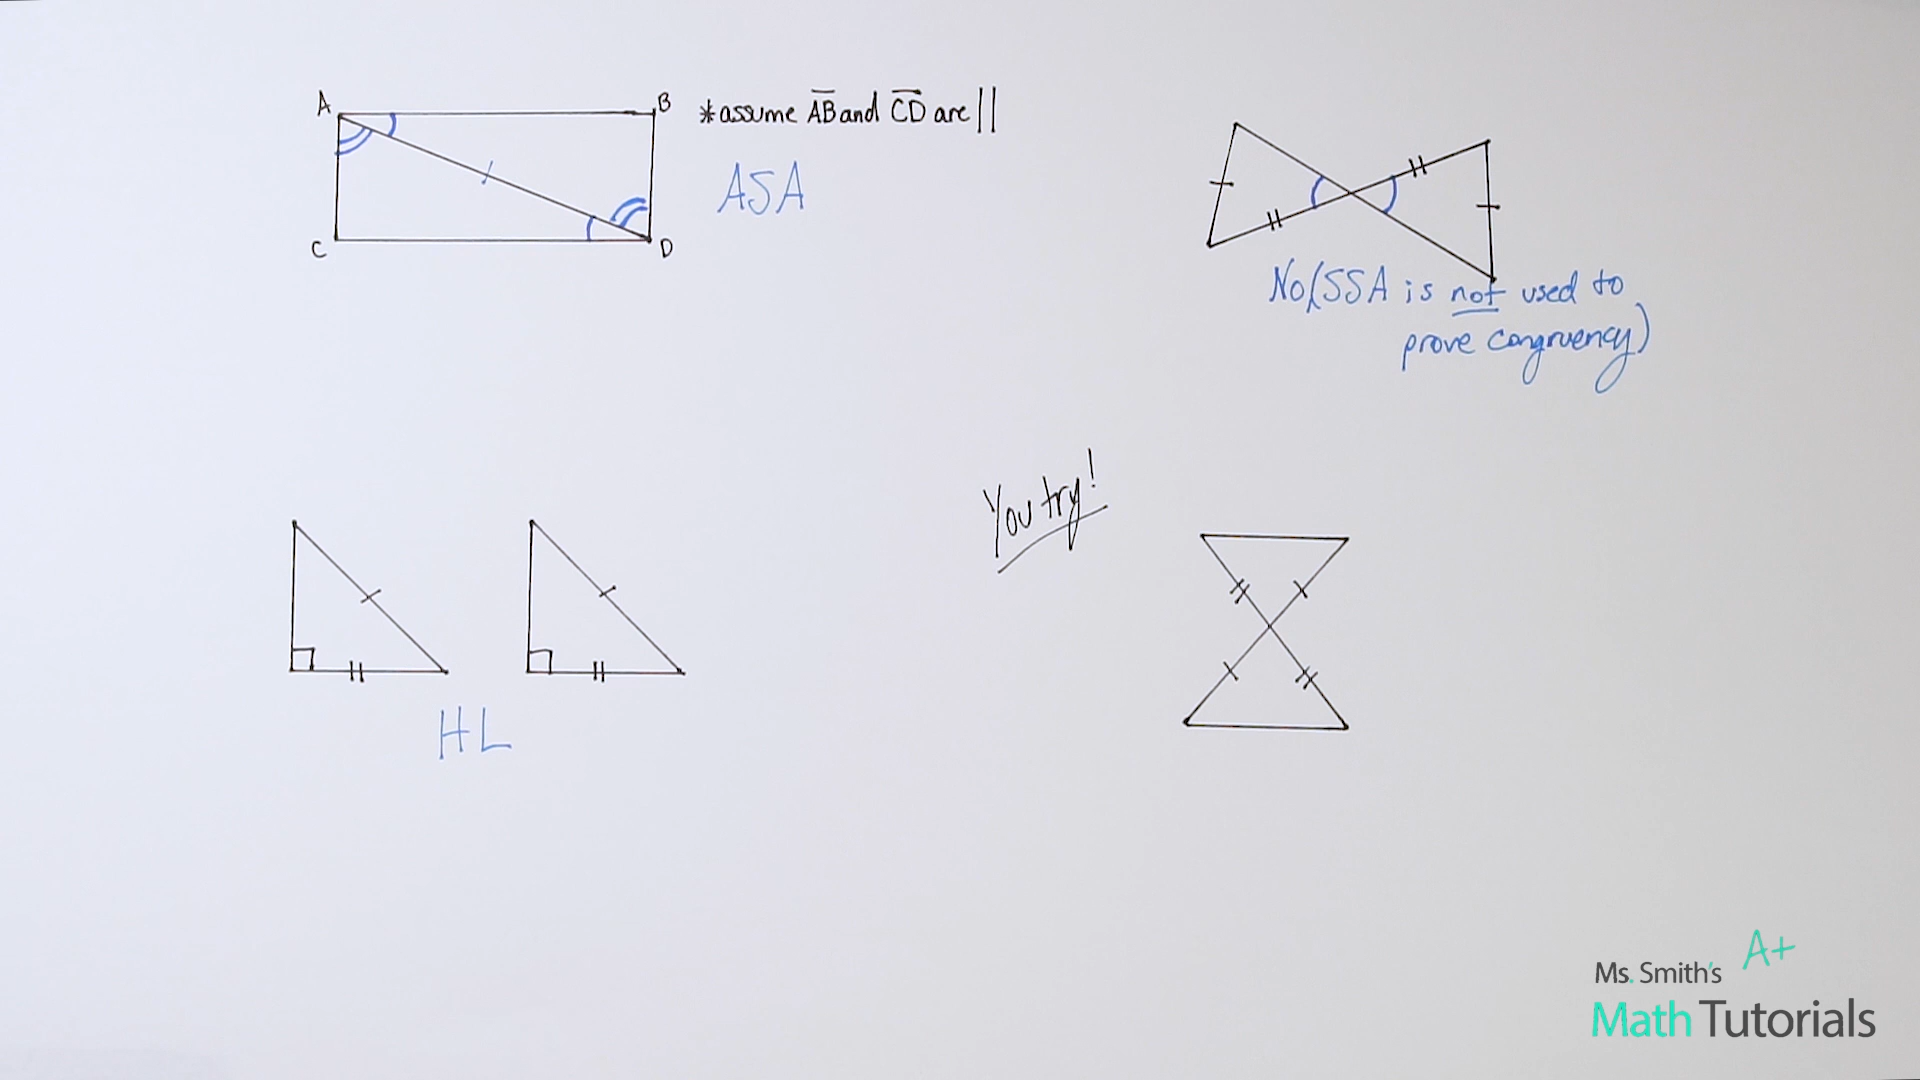 A
B
*assume AB and CD are ||
ASA
C
D
No (SSA is not used to
prove congruency)
You try!
HL
A+
Ms. Smith's
Math Tutorials